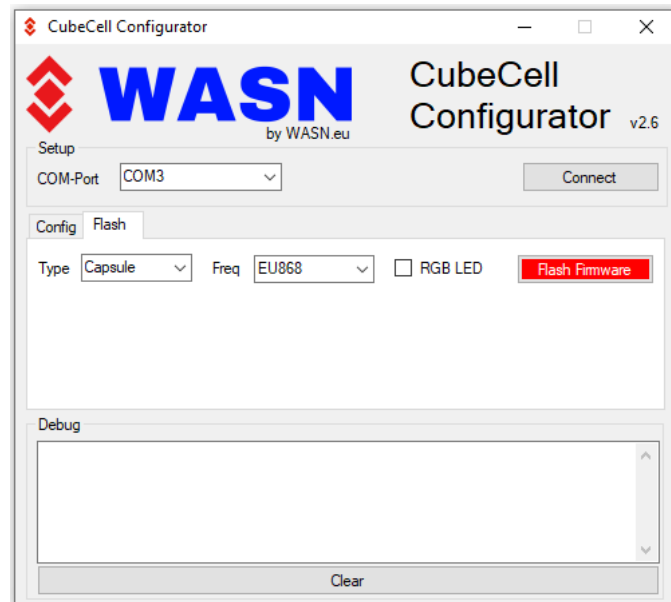 CubeCell Configurator
WASN
by WASN.eu
CubeCell
Configurator v2.6
Setup
COM-Port COM3 Connect
Config Flash
Type Capsule Freq EU868 RGB LED Flash Firmware
Debug
Clear